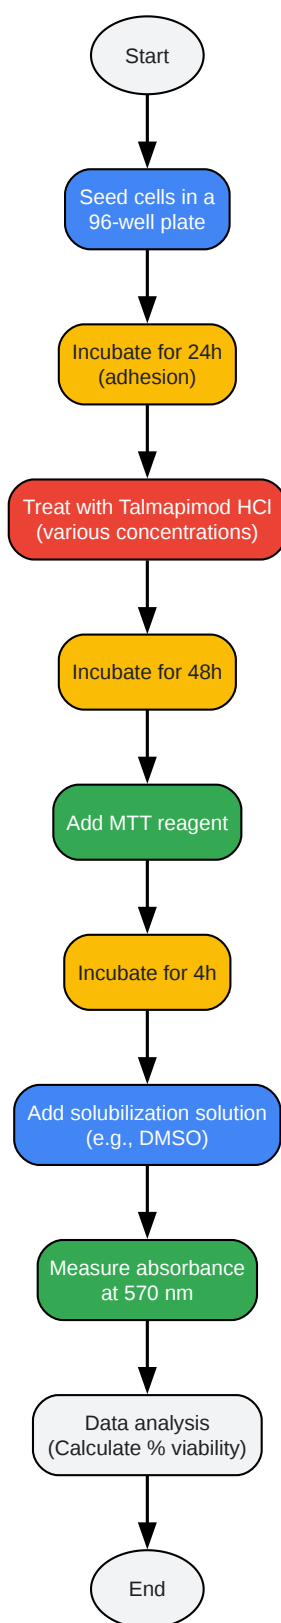 Start
Seed cells in a
96-well plate
Incubate for 24h
(adhesion)
Treat with Talmapimod HCl
(various concentrations)
Incubate for 48h
Add MTT reagent
Incubate for 4h
Add solubilization solution
(e.g., DMSO)
Measure absorbance
at 570 nm
Data analysis
(Calculate % viability)
End